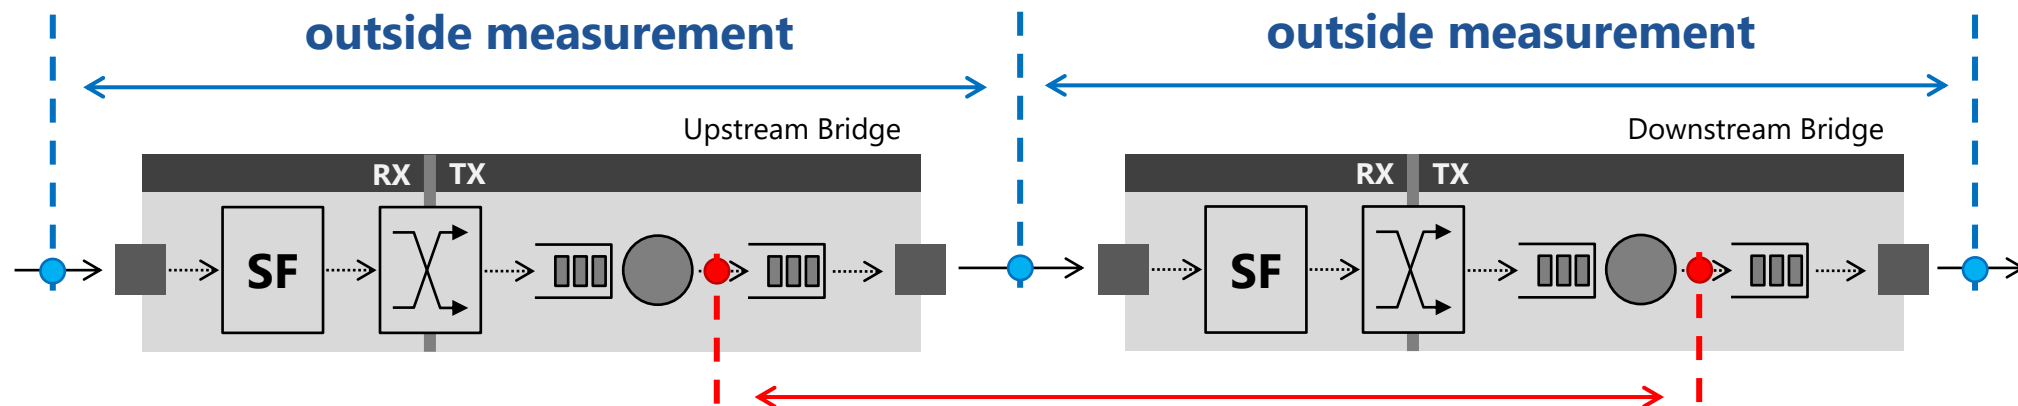 outside measurement
outside measurement
Upstream Bridge
Downstream Bridge
RX TX
RX TX
SF
SF